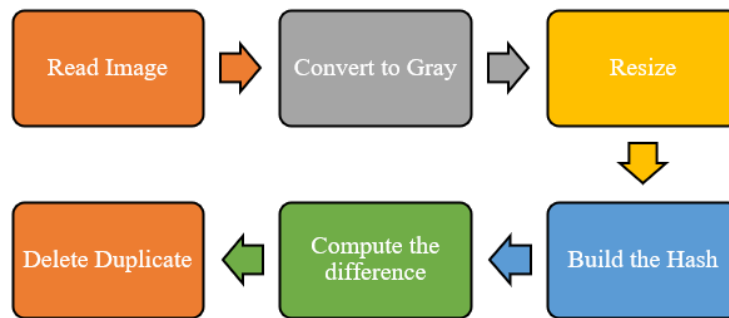 Read Image
Convert to Gray
Resize
Build the Hash
Compute the
difference
Delete Duplicate